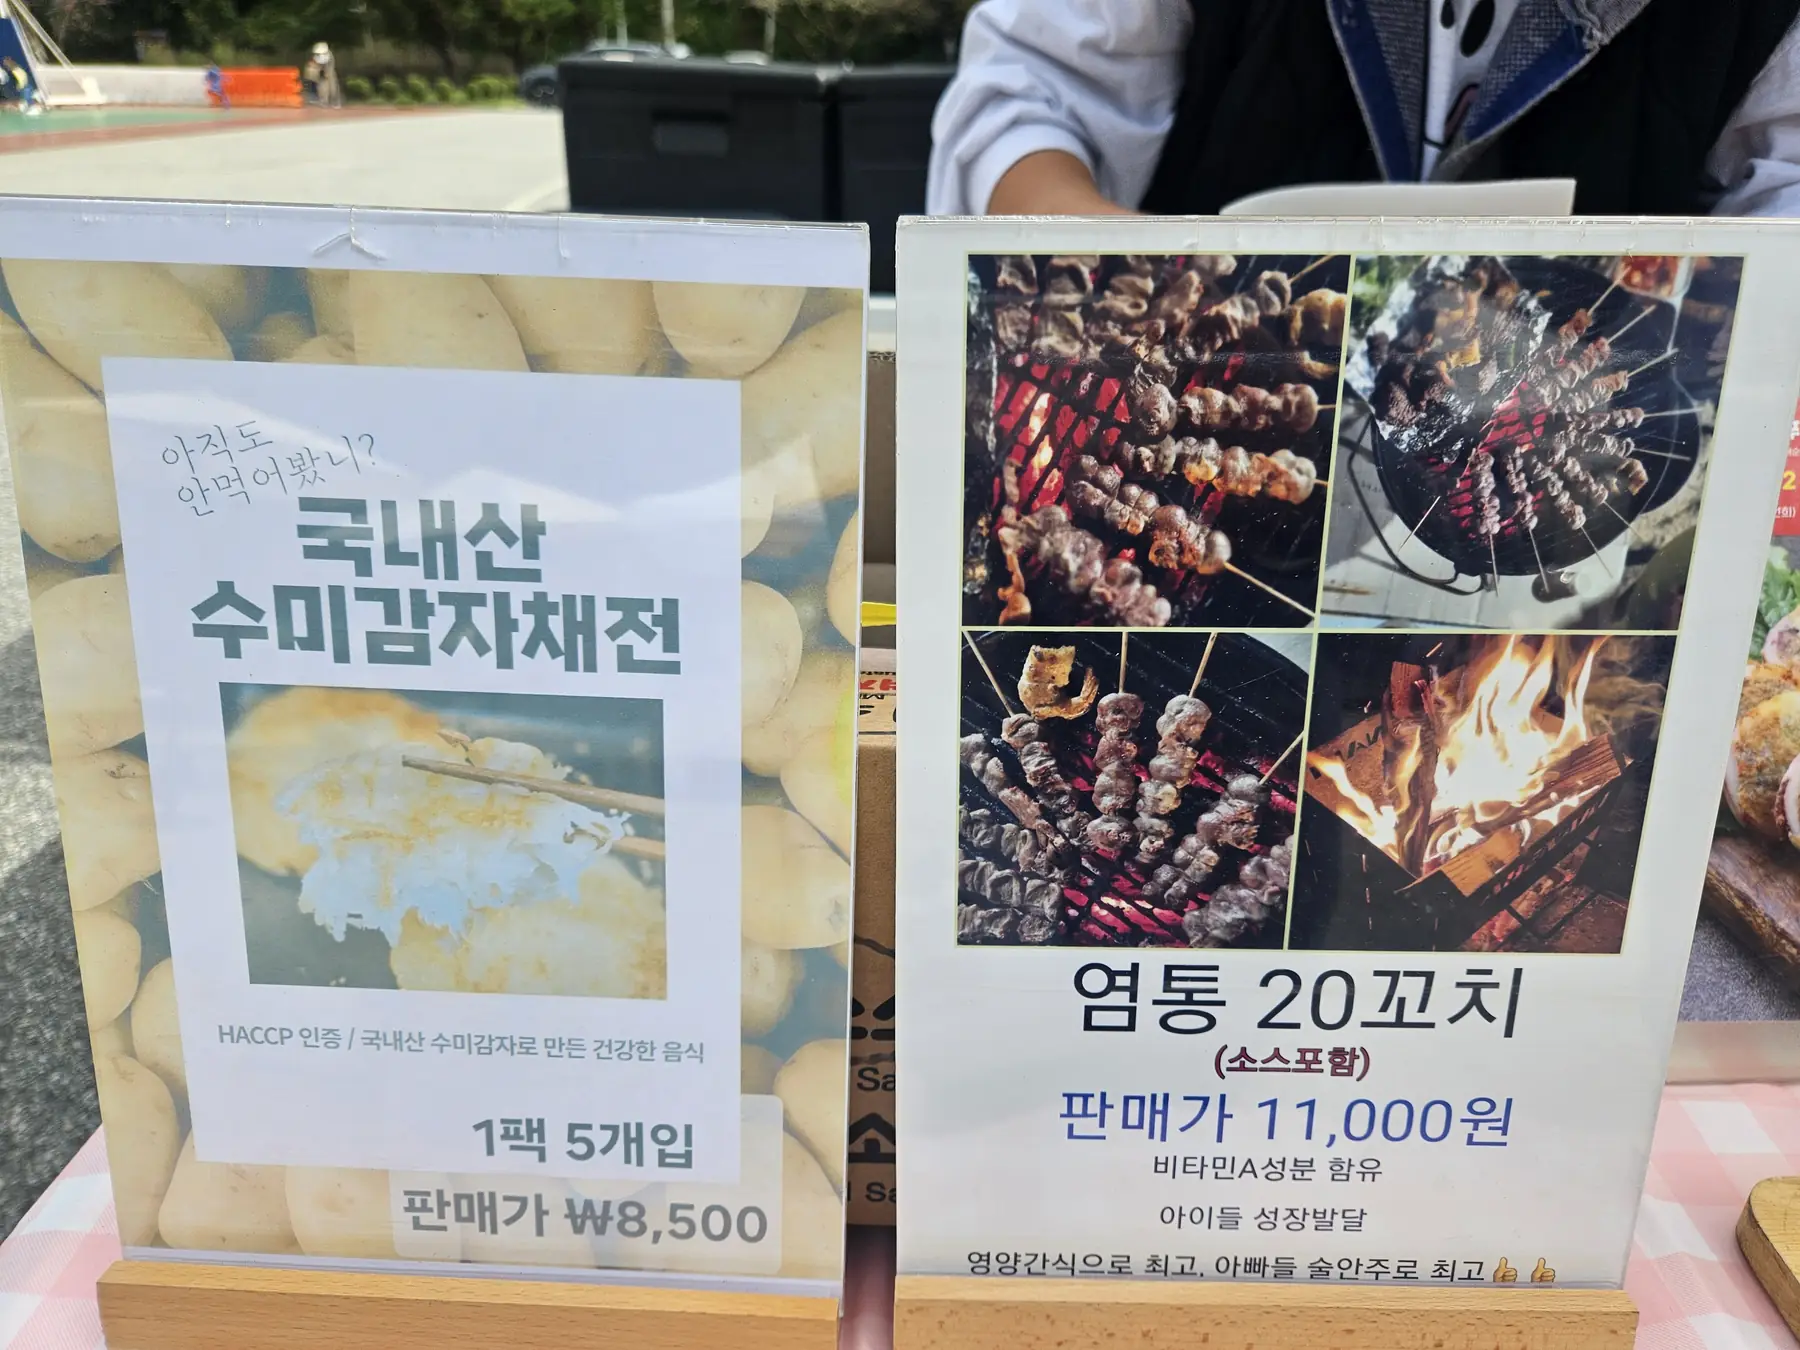 아직도
안먹어봤니?
국내산
수미감자채전
HACCP 인증 / 국내산 수미감자로 만든 건강한 음식
1팩 5개입
판매가 ₩8,500
염통 20꼬치
(소스포함)
판매가 11,000원
비타민A성분 함유
아이들 성장발달
영양간식으로 최고. 아빠들 술안주로 최고👍👍